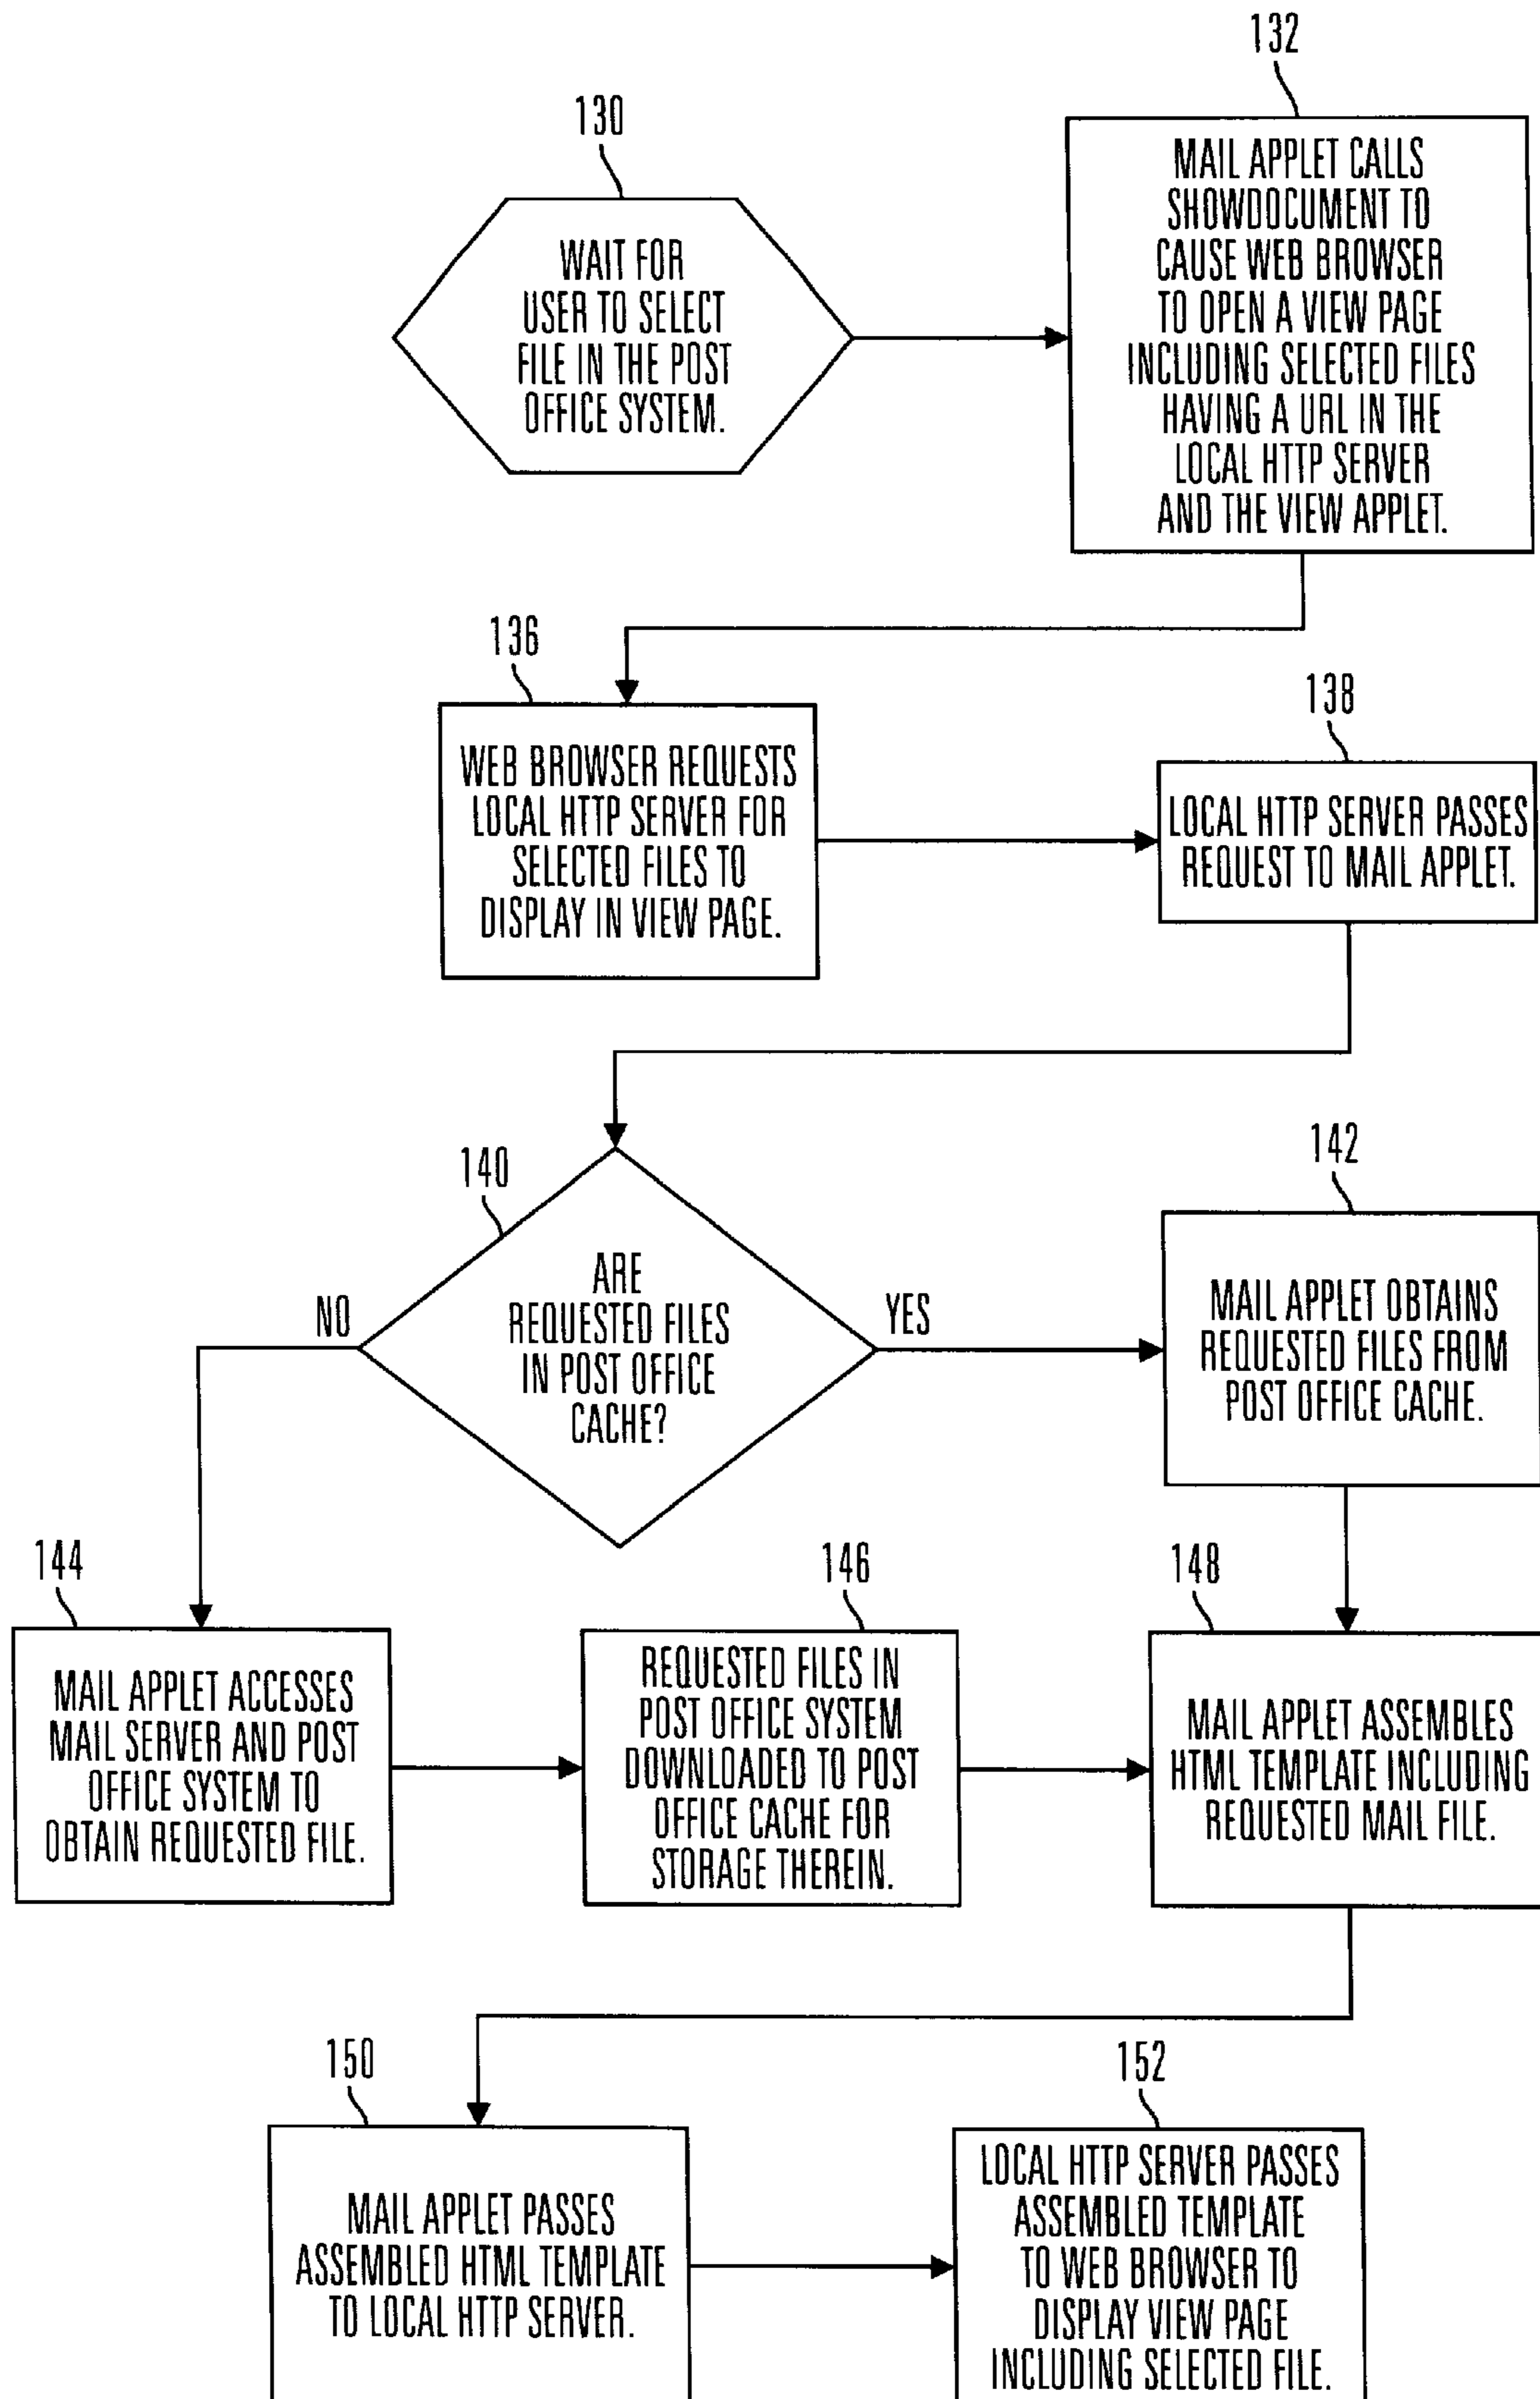 132
130
MAIL APPLET CALLS
SHOWDOCUMENT TO
CAUSE WEB BROWSER
TO OPEN A VIEW PAGE
INCLUDING SELECTED FILES
HAVING A URL IN THE
LOCAL HTTP SERVER
AND THE VIEW APPLET.
WAIT FOR
USER TO SELECT
FILE IN THE POST
OFFICE SYSTEM.
136
WEB BROWSER REQUESTS
LOCAL HTTP SERVER FOR
SELECTED FILES TO
DISPLAY IN VIEW PAGE.
138
LOCAL HTTP SERVER PASSES
REQUEST TO MAIL APPLET.
140
ARE
REQUESTED FILES
IN POST OFFICE
CACHE?
NO
YES
142
MAIL APPLET OBTAINS
REQUESTED FILES FROM
POST OFFICE CACHE.
144
MAIL APPLET ACCESSES
MAIL SERVER AND POST
OFFICE SYSTEM TO
OBTAIN REQUESTED FILE.
146
REQUESTED FILES IN
POST OFFICE SYSTEM
DOWNLOADED TO POST
OFFICE CACHE FOR
STORAGE THEREIN.
148
MAIL APPLET ASSEMBLES
HTML TEMPLATE INCLUDING
REQUESTED MAIL FILE.
150
MAIL APPLET PASSES
ASSEMBLED HTML TEMPLATE
TO LOCAL HTTP SERVER.
152
LOCAL HTTP SERVER PASSES
ASSEMBLED TEMPLATE
TO WEB BROWSER TO
DISPLAY VIEW PAGE
INCLUDING SELECTED FILE.